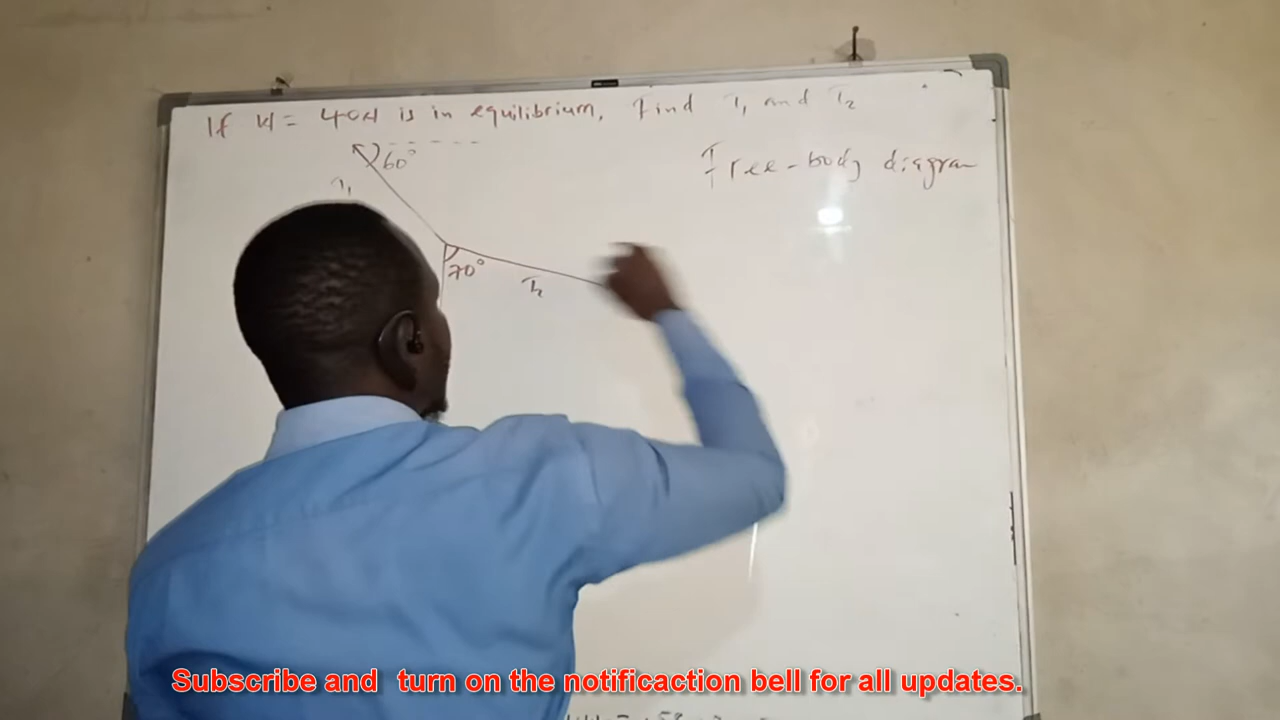 If W = 40N is in equilibrium, Find T₁ and T₂
Free-body diagram
60°
T₁
70°
T₂
Subscribe and turn on the notificaction bell for all updates.